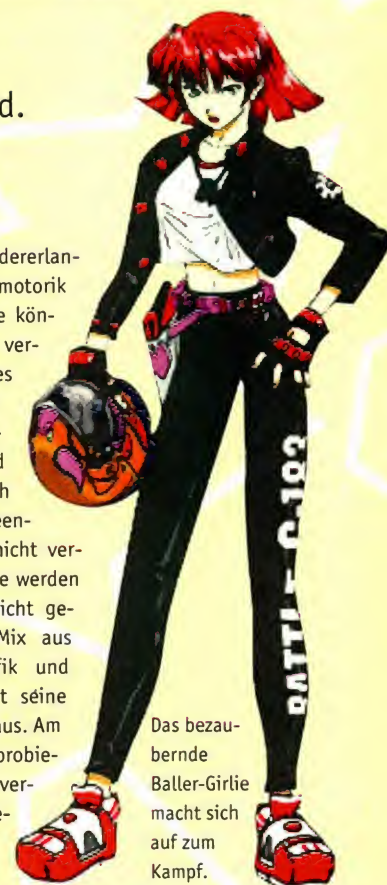 d.
dererlan-
motorik
e kön-
ver-
es
d
h
een-
nicht ver-
e werden
icht ge-
Mix aus
fik und
t seine
aus. Am
probie-
ver-
e-
Das bezau-
bernde
Baller-Girlie
macht sich
auf zum
Kampf.